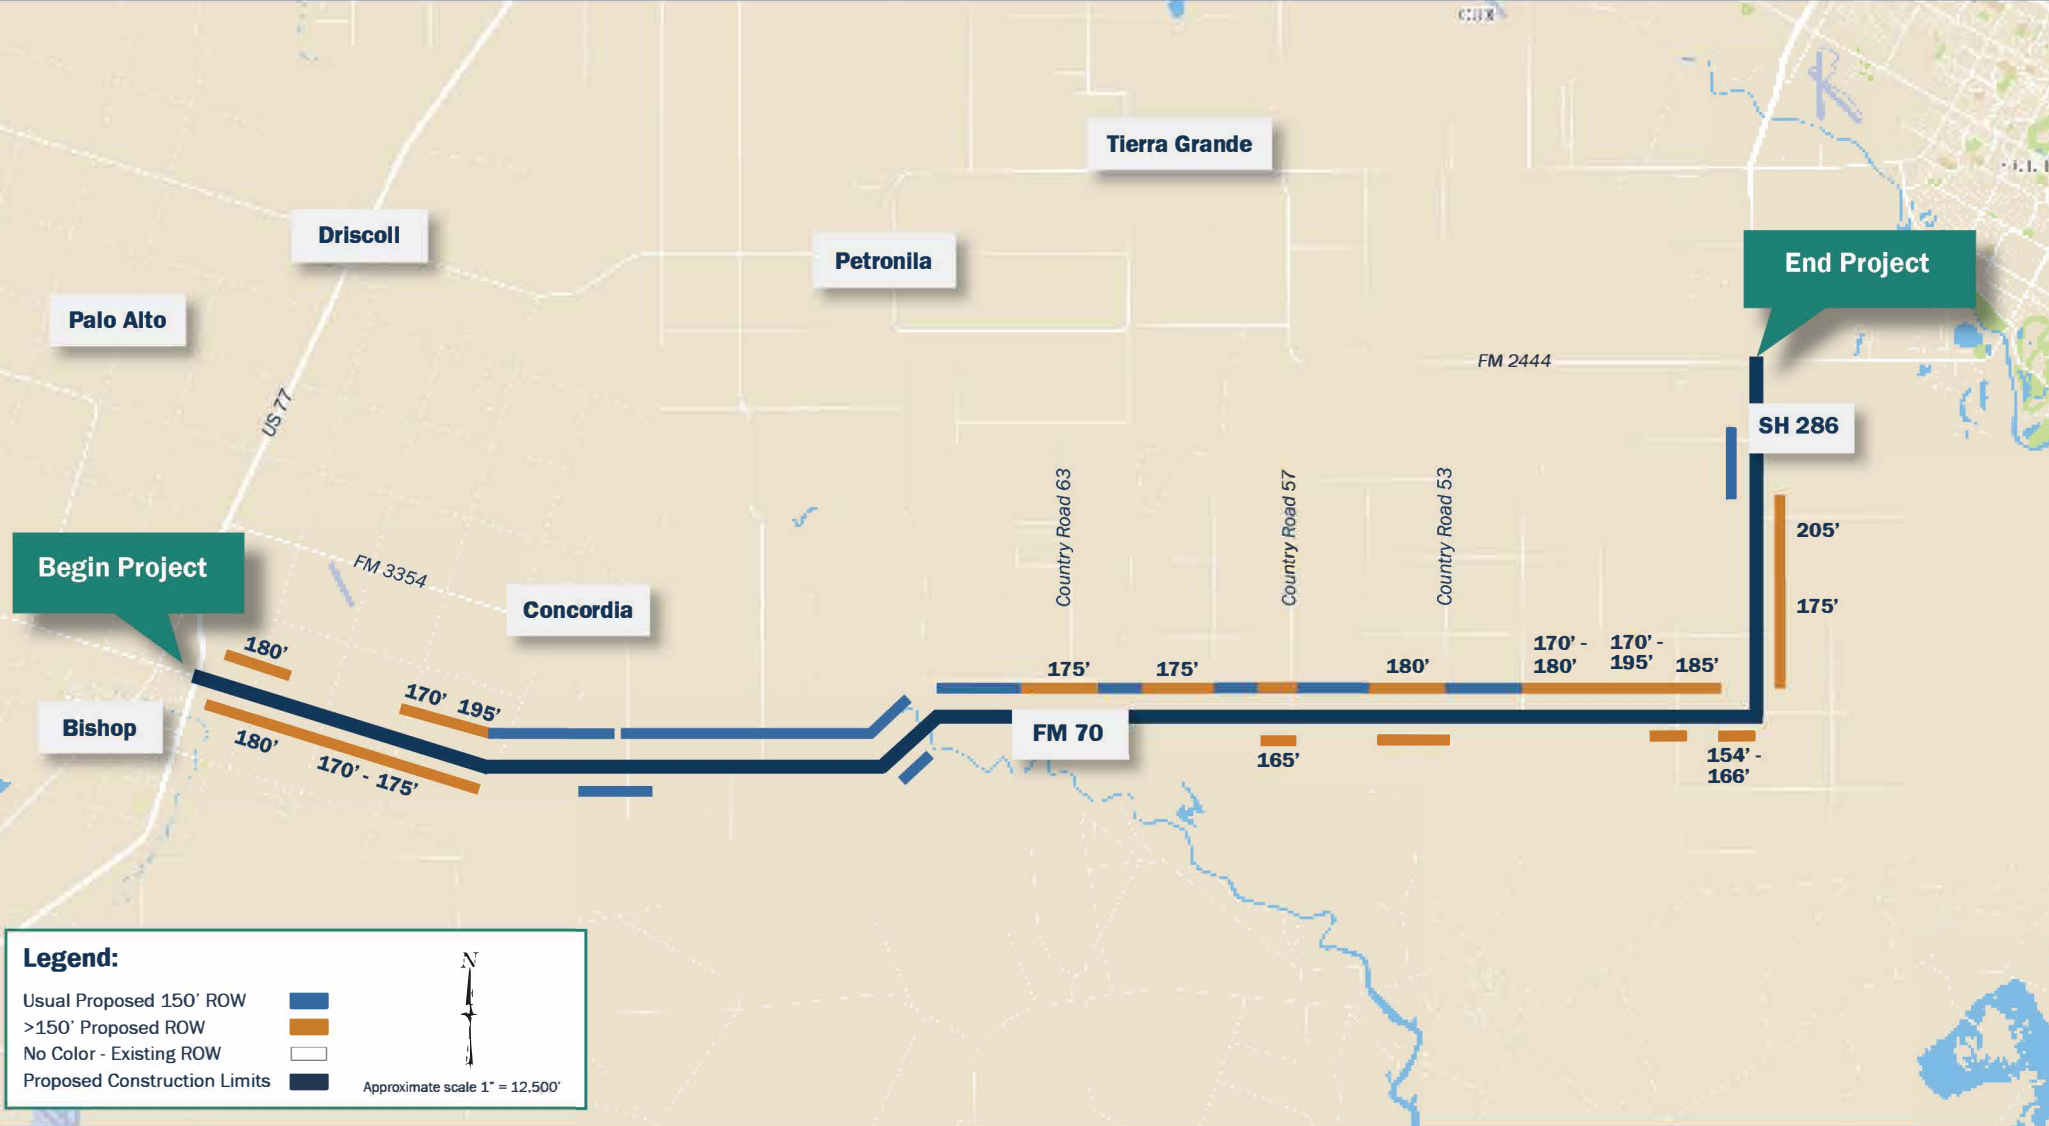 Tierra Grande
Driscoll
Petronila
End Project
Palo Alto
FM 2444
US 77
SH 286
Country Road 63
Country Road 57
Country Road 53
205’
Begin Project
FM 3354
Concordia
175’
180’
175’
175’
180’
170’ -
180’
170’ -
195’
185’
170’
195’
Bishop
180’
170’ - 175’
FM 70
165’
154’ -
166’
Legend:
N
Usual Proposed 150’ ROW
>150’ Proposed ROW
No Color - Existing ROW
Proposed Construction Limits
Approximate scale 1” = 12,500’